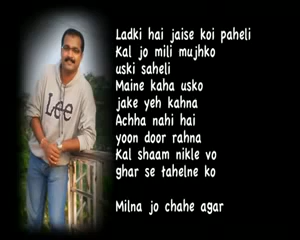 Ladki hai jaise koi paheli
Kal jo mili mujhko
uski saheli
Maine kaha usko
jake yeh kahna
Achha nahi hai
yoon door rahna
Kal shaam nikle vo
ghar se tahelne ko
Milna jo chahe agar
Lee